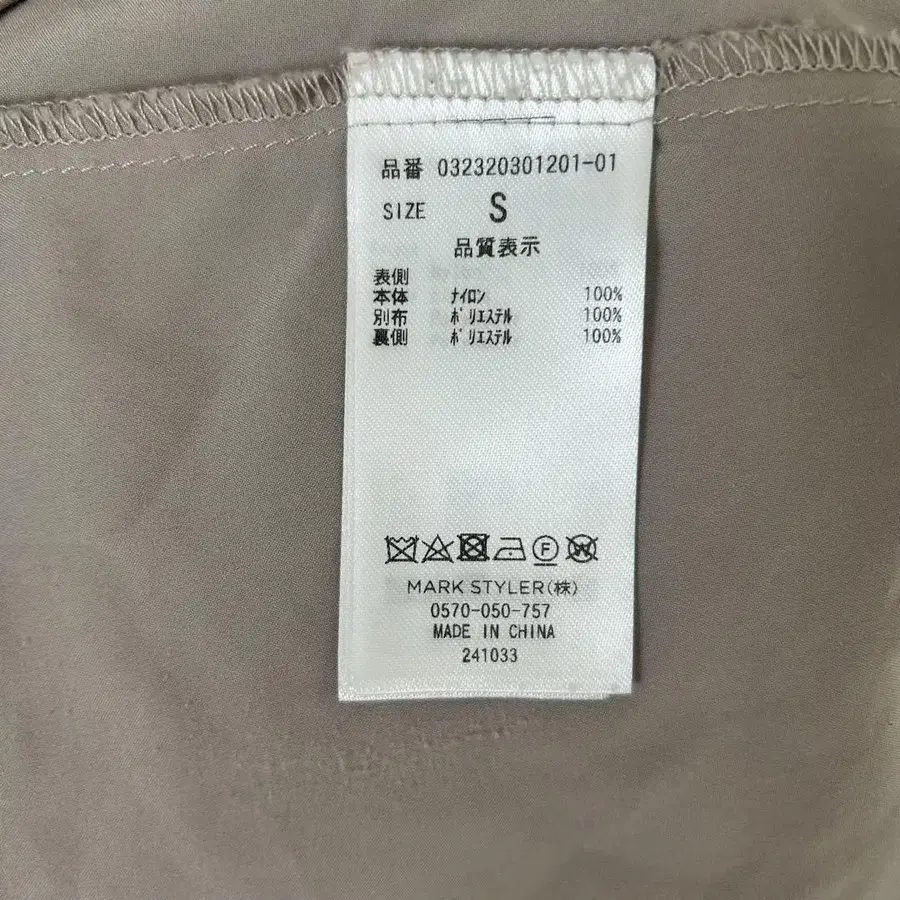 品番 032320301201-01
SIZE S
品質表示
表側
本体 ナイロン 100%
別布 ポリエステル 100%
裏側 ポリエステル 100%
F
W
MARK STYLER(株)
0570-050-757
MADE IN CHINA
241033